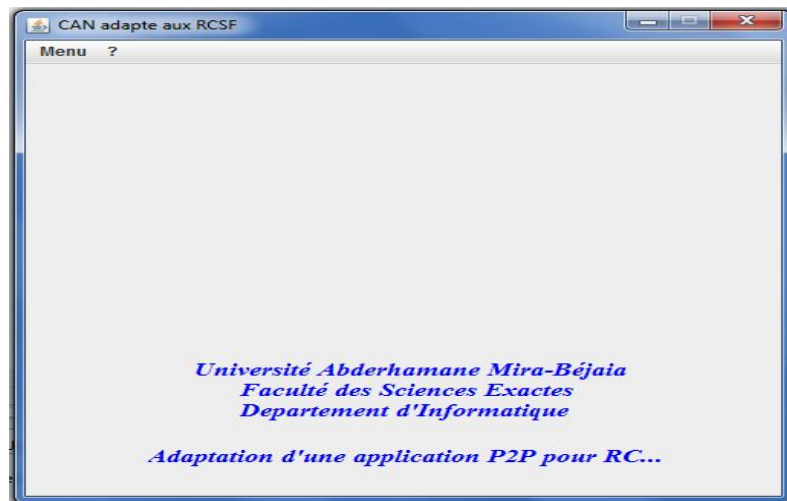 CAN adapte aux RCSF
Menu ?
Université Abderhamane Mira-Béjaia
Faculté des Sciences Exactes
Departement d'Informatique
Adaptation d'une application P2P pour RC...